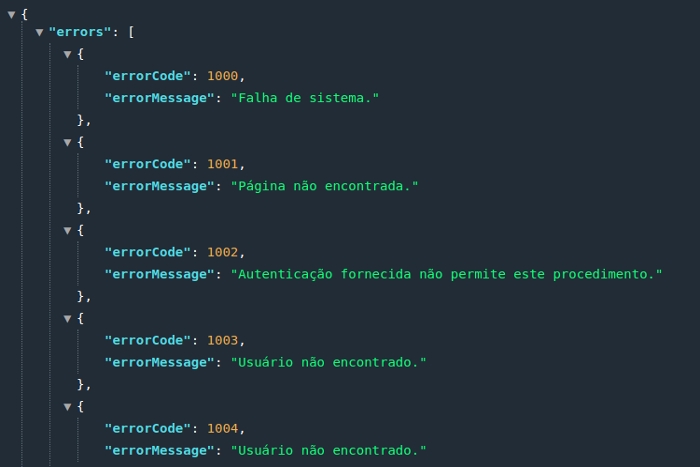 {
"errors": [
{
"errorCode": 1000,
"errorMessage": "Falha de sistema."
},
{
"errorCode": 1001,
"errorMessage": "Página não encontrada."
},
{
"errorCode": 1002,
"errorMessage": "Autenticação fornecida não permite este procedimento."
},
{
"errorCode": 1003,
"errorMessage": "Usuário não encontrado."
},
{
"errorCode": 1004,
"errorMessage": "Usuário não encontrado."